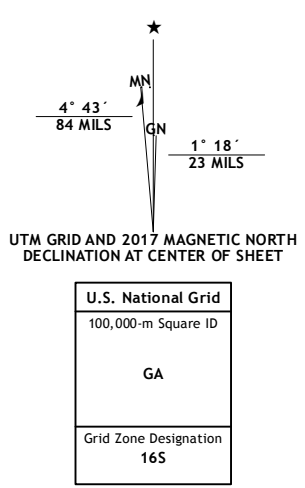 ★
MN
4° 43´
84 MILS
GN
1° 18´
23 MILS
UTM GRID AND 2017 MAGNETIC NORTH
DECLINATION AT CENTER OF SHEET
U.S. National Grid
100,000-m Square ID
GA
Grid Zone Designation
16S